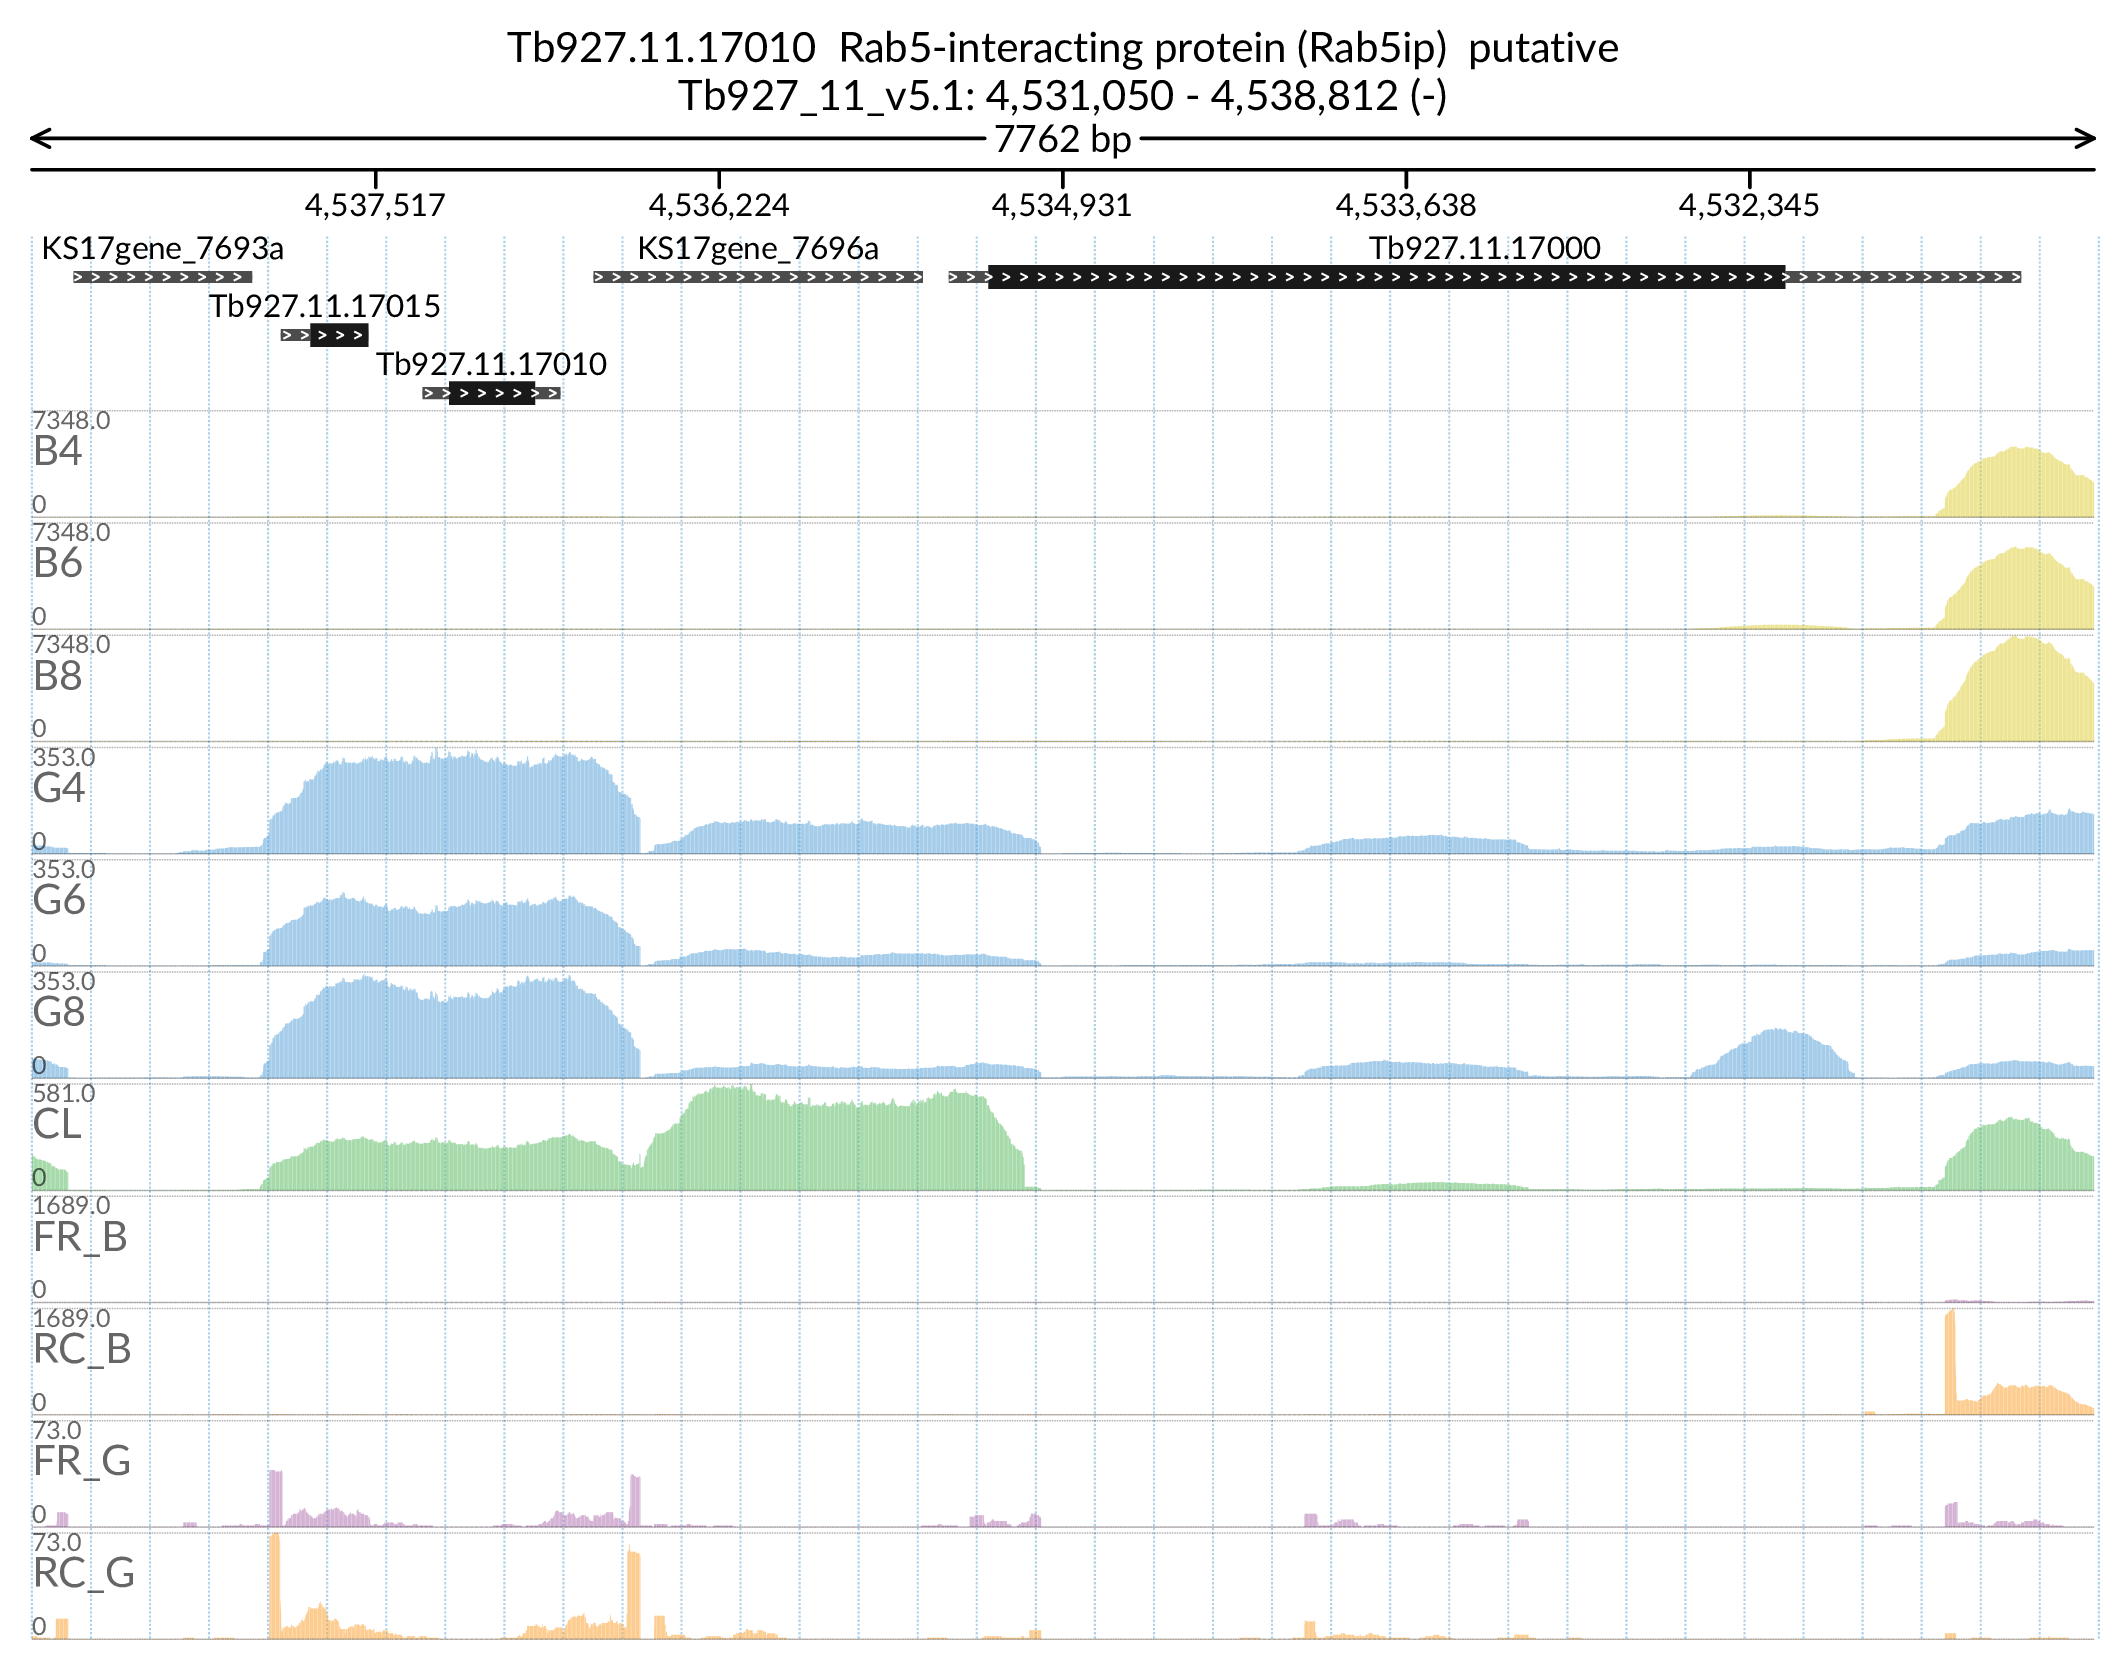 Tb927.11.17010  Rab5-interacting protein (Rab5ip)  putative
Tb927_11_v5.1: 4,531,050 - 4,538,812 (-)
7762 bp
4,537,517 4,536,224 4,534,931 4,533,638 4,532,345
KS17gene_7693a KS17gene_7696a Tb927.11.17000
Tb927.11.17015
Tb927.11.17010
7348.0
B4
0
7348.0
B6
0
7348.0
B8
0
353.0
G4
0
353.0
G6
0
353.0
G8
0
581.0
CL
0
1689.0
FR_B
0
1689.0
RC_B
0
73.0
FR_G
0
73.0
RC_G
0